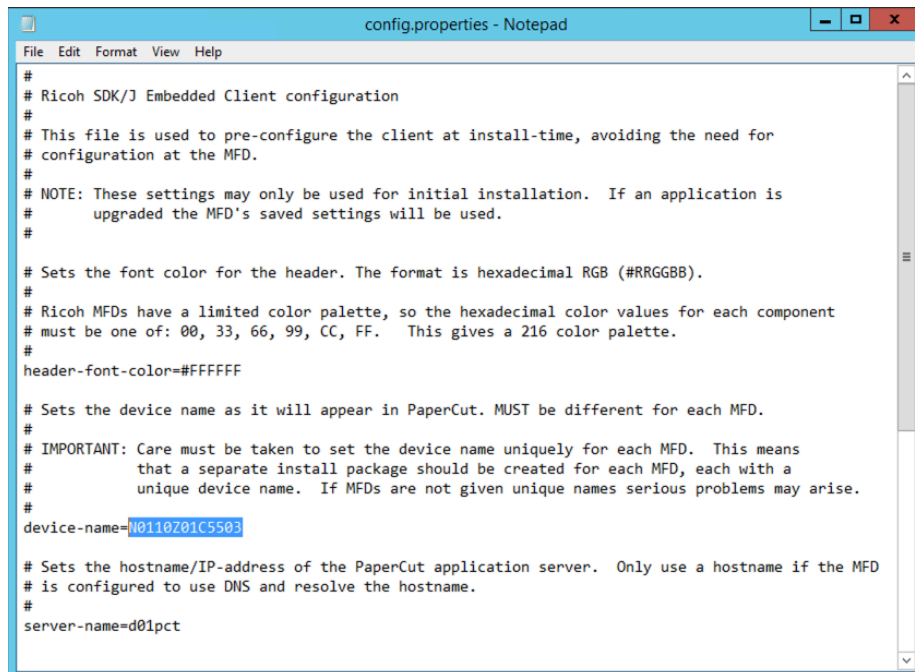 config.properties - Notepad
File Edit Format View Help
#
# Ricoh SDK/J Embedded Client configuration
#
# This file is used to pre-configure the client at install-time, avoiding the need for
# configuration at the MFD.
#
# NOTE: These settings may only be used for initial installation.  If an application is
#       upgraded the MFD's saved settings will be used.
#
# Sets the font color for the header. The format is hexadecimal RGB (#RRGGBB).
#
# Ricoh MFDs have a limited color palette, so the hexadecimal color values for each component
# must be one of: 00, 33, 66, 99, CC, FF.   This gives a 216 color palette.
#
header-font-color=#FFFFFF
# Sets the device name as it will appear in PaperCut. MUST be different for each MFD.
#
# IMPORTANT: Care must be taken to set the device name uniquely for each MFD.  This means
#            that a separate install package should be created for each MFD, each with a
#            unique device name.  If MFDs are not given unique names serious problems may arise.
#
device-name=N0110Z01C5503
# Sets the hostname/IP-address of the PaperCut application server.  Only use a hostname if the MFD
# is configured to use DNS and resolve the hostname.
#
server-name=d01pct